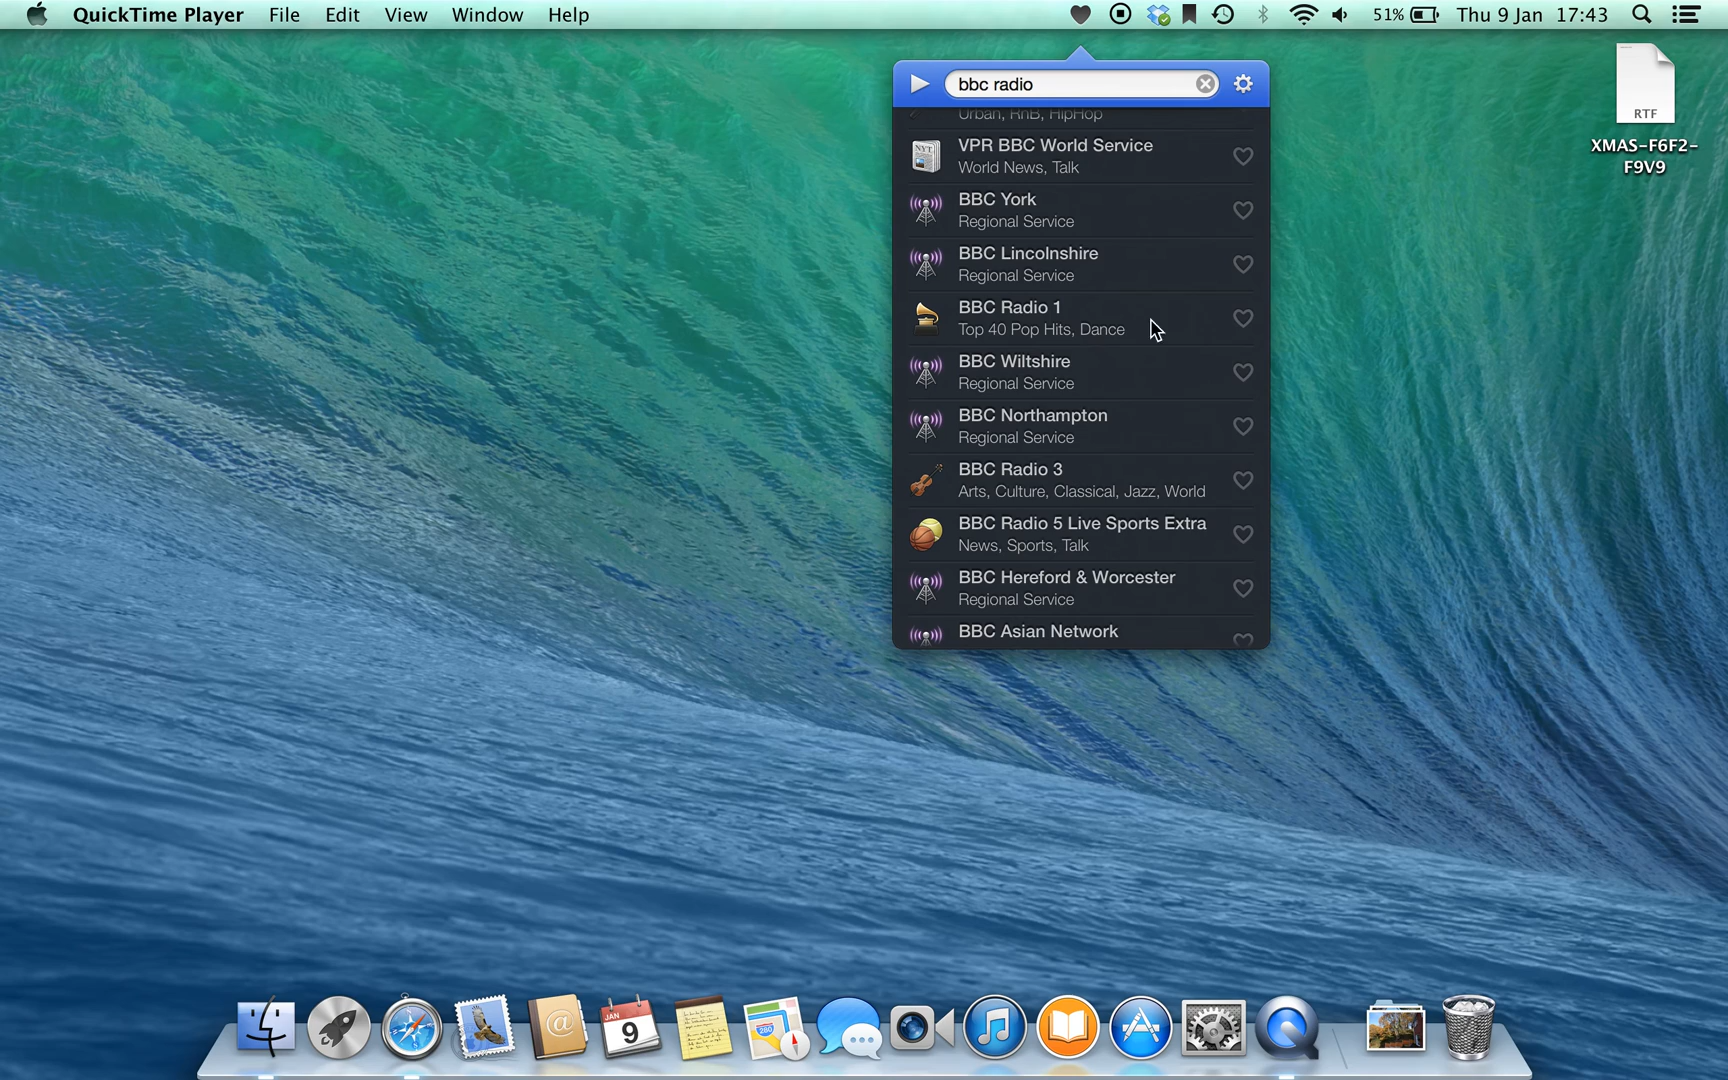 QuickTime Player File Edit View Window Help 51% Thu 9 Jan 17:43
bbc radio
Urban, RnB, HipHop
VPR BBC World Service
World News, Talk
BBC York
Regional Service
BBC Lincolnshire
Regional Service
BBC Radio 1
Top 40 Pop Hits, Dance
BBC Wiltshire
Regional Service
BBC Northampton
Regional Service
BBC Radio 3
Arts, Culture, Classical, Jazz, World
BBC Radio 5 Live Sports Extra
News, Sports, Talk
BBC Hereford & Worcester
Regional Service
BBC Asian Network
RTF
XMAS-F6F2-
F9V9
NYT
JAN
9
@
280